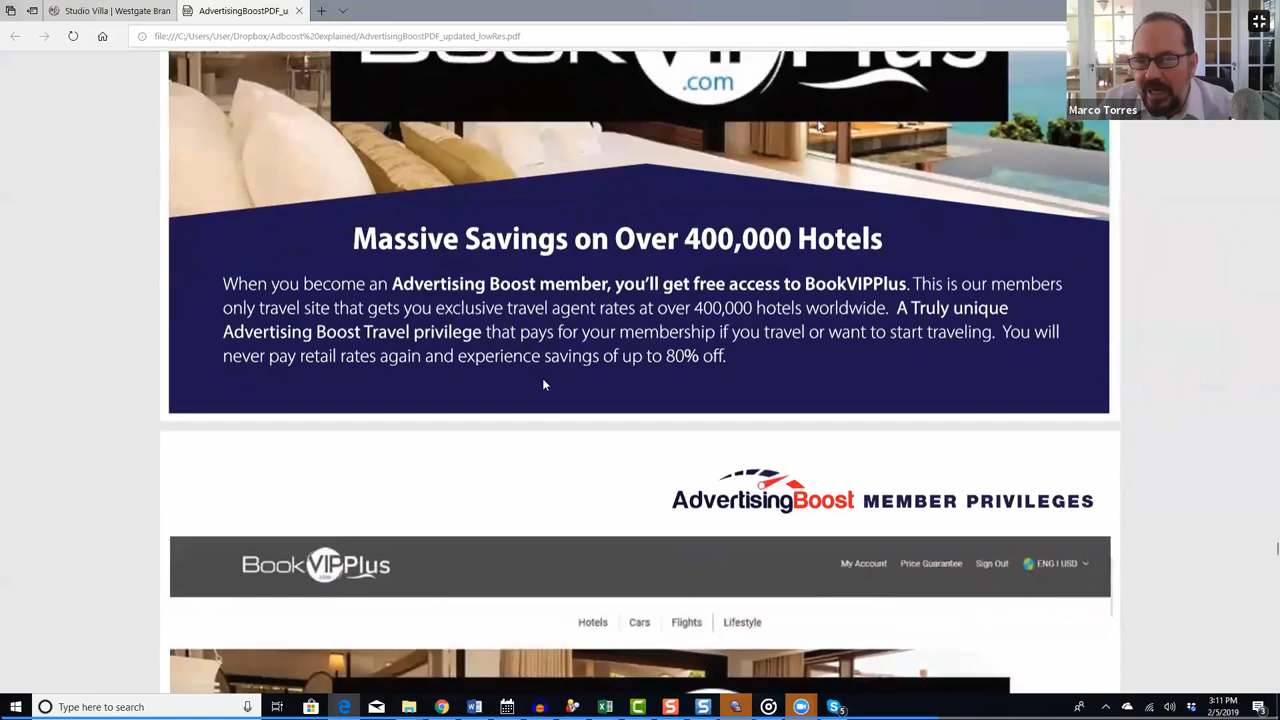 Studio Villa | Westgate Bran
AdvertisingBoostPDF_u
file:///C:/Users/User/Dropbox/Adboost%20explained/AdvertisingBoostPDF_updated_lowRes.pdf
Marco Torres
BookVIPPlus
.com
Massive Savings on Over 400,000 Hotels
When you become an Advertising Boost member, you'll get free access to BookVIPPlus. This is our members
only travel site that gets you exclusive travel agent rates at over 400,000 hotels worldwide. A Truly unique
Advertising Boost Travel privilege that pays for your membership if you travel or want to start traveling. You will
never pay retail rates again and experience savings of up to 80% off.
AdvertisingBoost MEMBER PRIVILEGES
BookVIPPlus
.com
My Account Price Guarantee Sign Out ENG | USD
Hotels Cars Flights Lifestyle
Type here to search
3:11 PM
2/5/2019